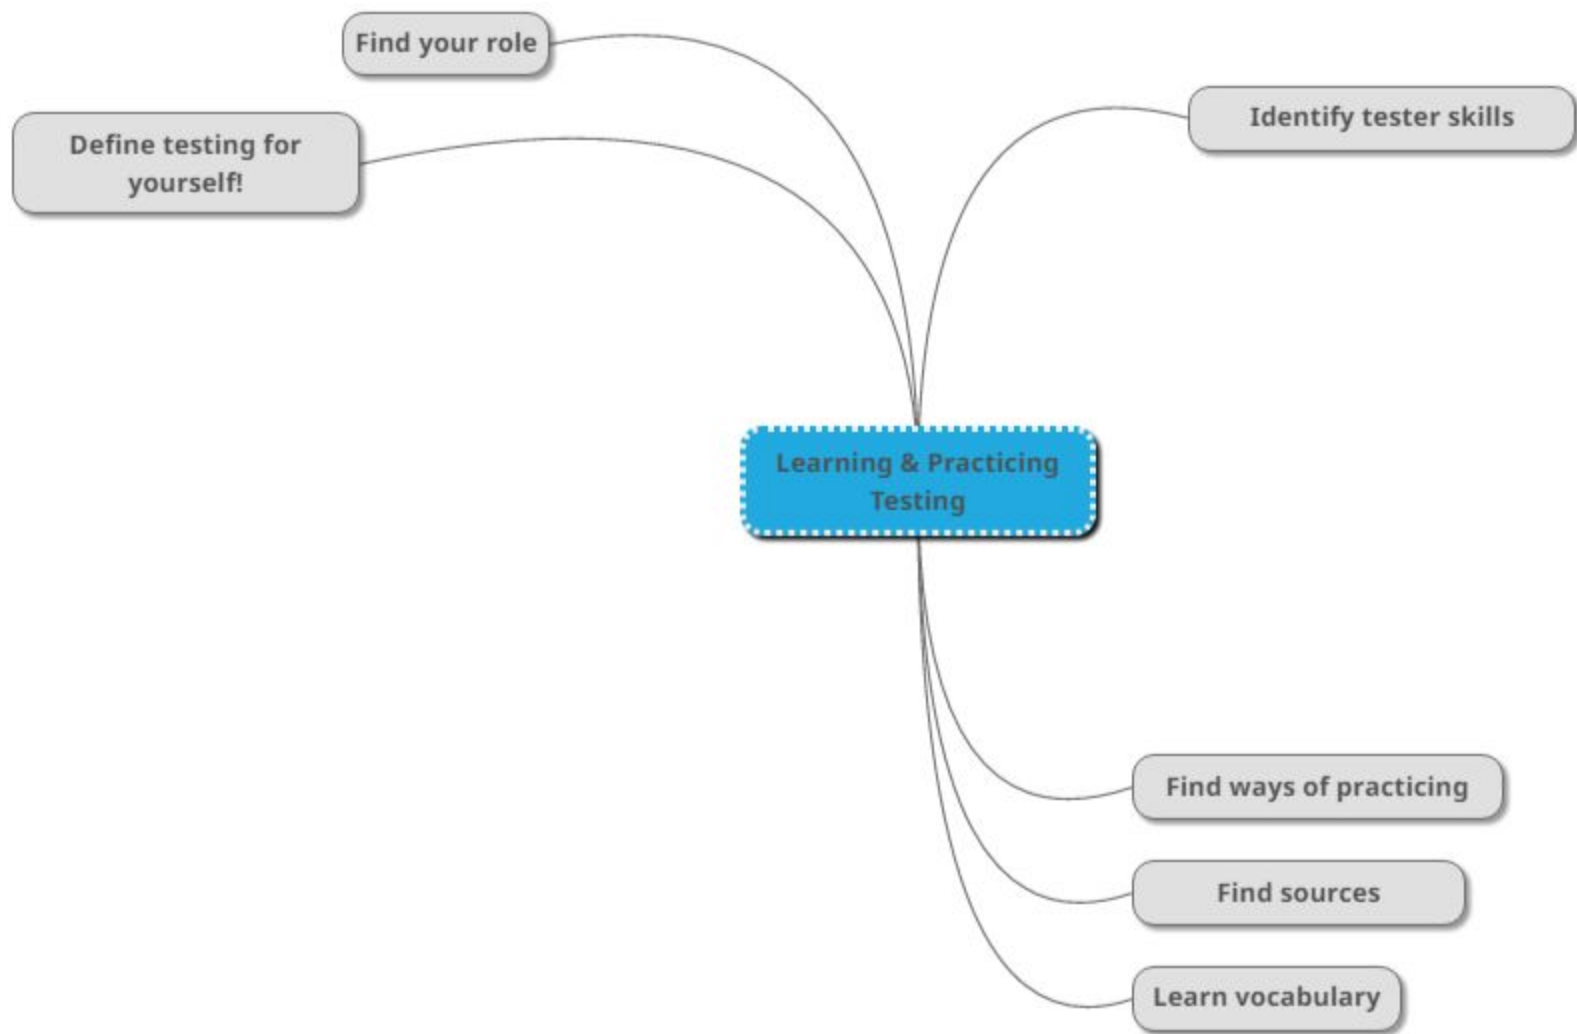 Find your role
Define testing for
yourself!
Identify tester skills
Learning & Practicing
Testing
Find ways of practicing
Find sources
Learn vocabulary